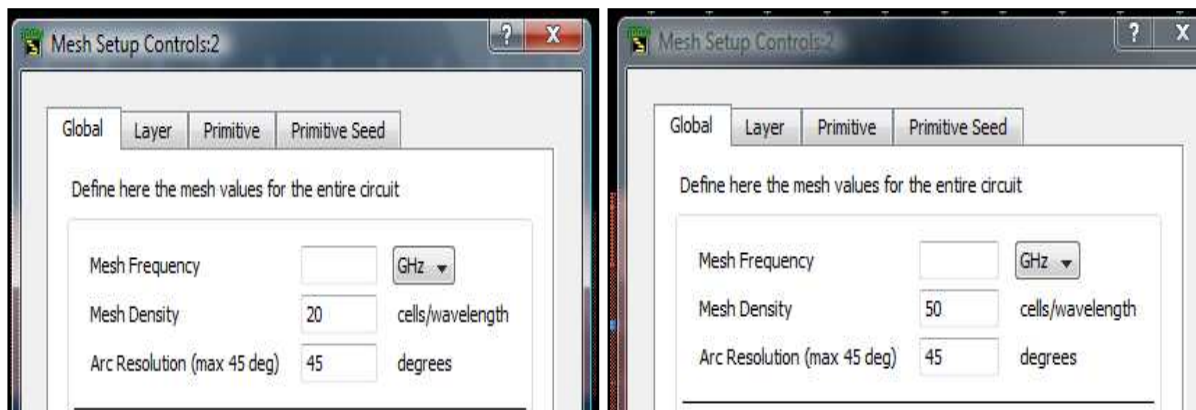 Mesh Setup Controls:2
?
X
Global
Layer
Primitive
Primitive Seed
Define here the mesh values for the entire circuit
Mesh Frequency
GHz
Mesh Density
20
cells/wavelength
Arc Resolution (max 45 deg)
45
degrees
Mesh Setup Controls:2
?
X
Global
Layer
Primitive
Primitive Seed
Define here the mesh values for the entire circuit
Mesh Frequency
GHz
Mesh Density
50
cells/wavelength
Arc Resolution (max 45 deg)
45
degrees